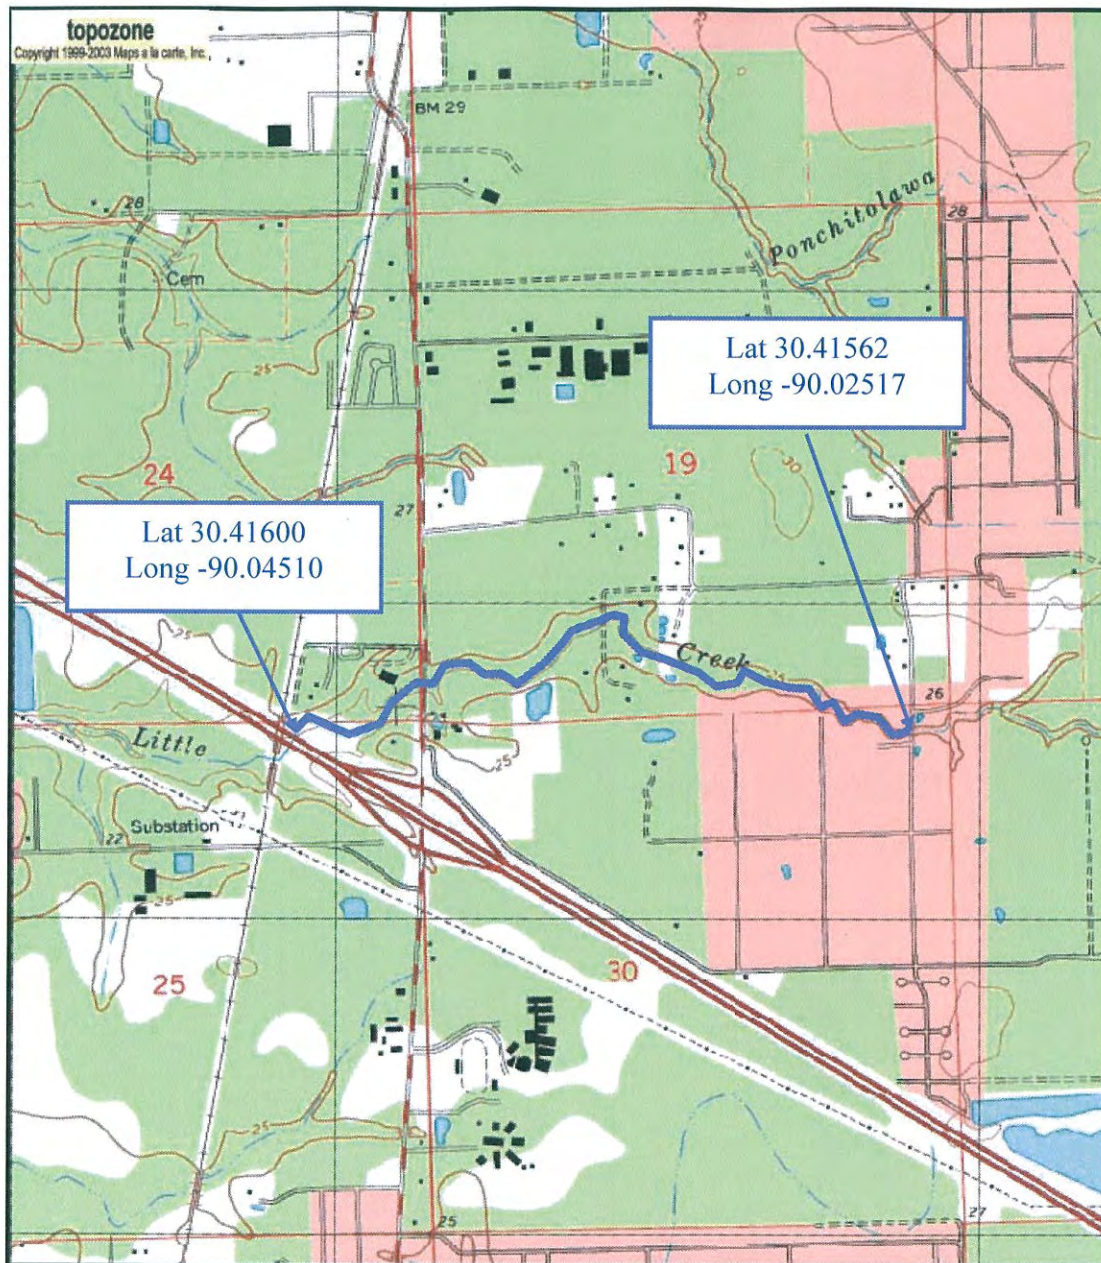 topozone
Copyright 1999-2003 Maps a la carte, Inc.
BM 29
28
Ponchitolawa
28
Cem
25
Lat 30.41562
Long -90.02517
30
24
19
27
Lat 30.41600
Long -90.04510
25
Creek
26
Little
25
Substation
22
25
25
30
25
25
27